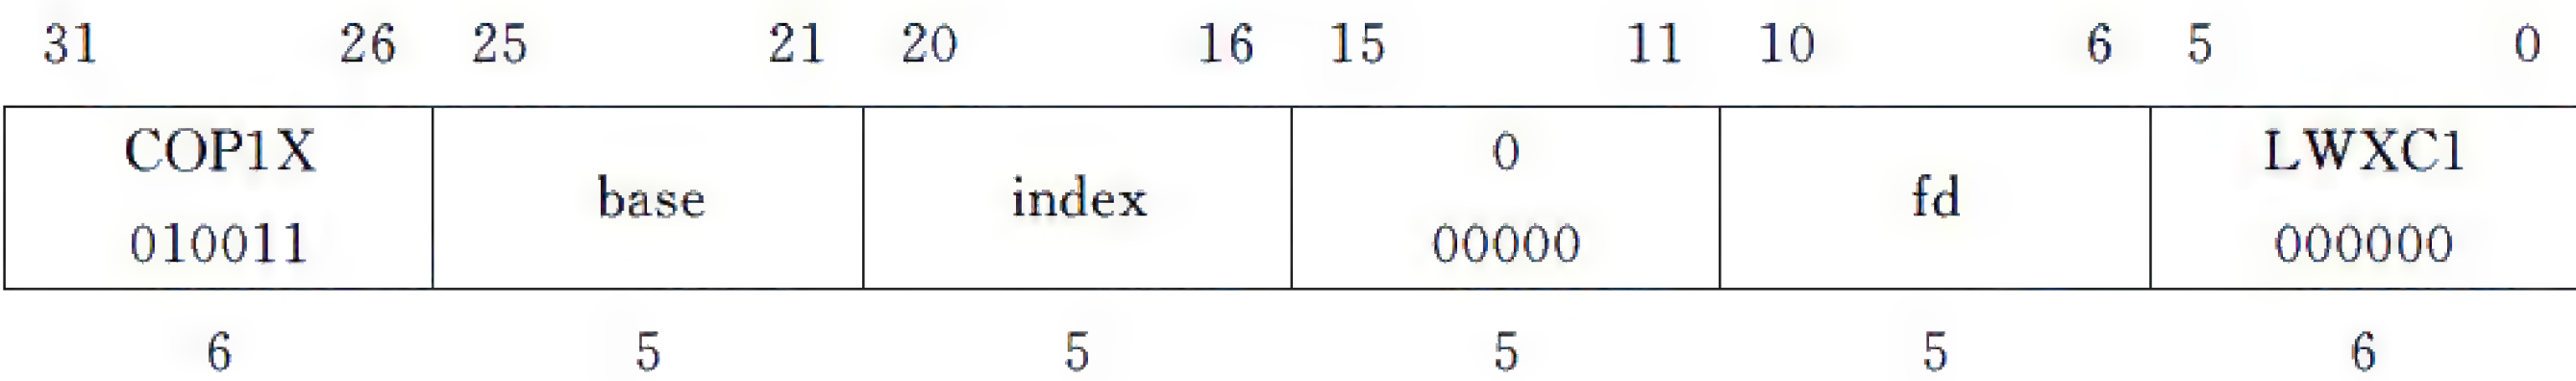 31 26 25 21 20 16 15 11 10 6 5 0
COP1X 0 LWXC1
base index fd
010011 00000 000000
6 5 5 5 5 6